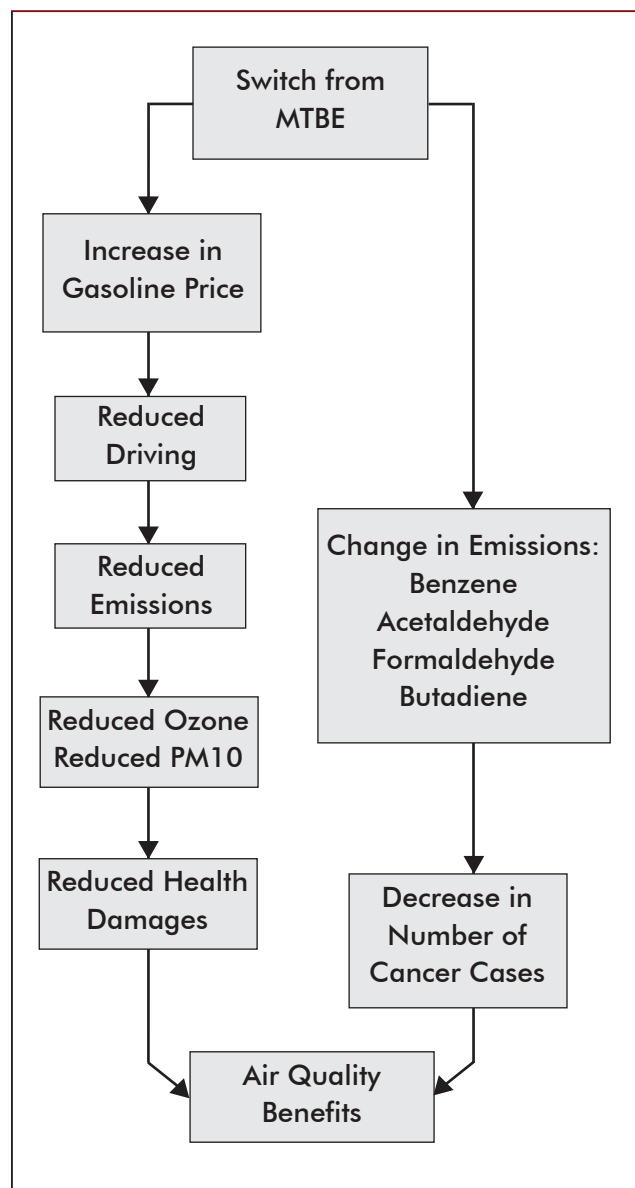 Switch from
MTBE
Increase in
Gasoline Price
Reduced
Driving
Reduced
Emissions
Reduced Ozone
Reduced PM10
Reduced Health
Damages
Change in Emissions:
Benzene
Acetaldehyde
Formaldehyde
Butadiene
Decrease in
Number of
Cancer Cases
Air Quality
Benefits